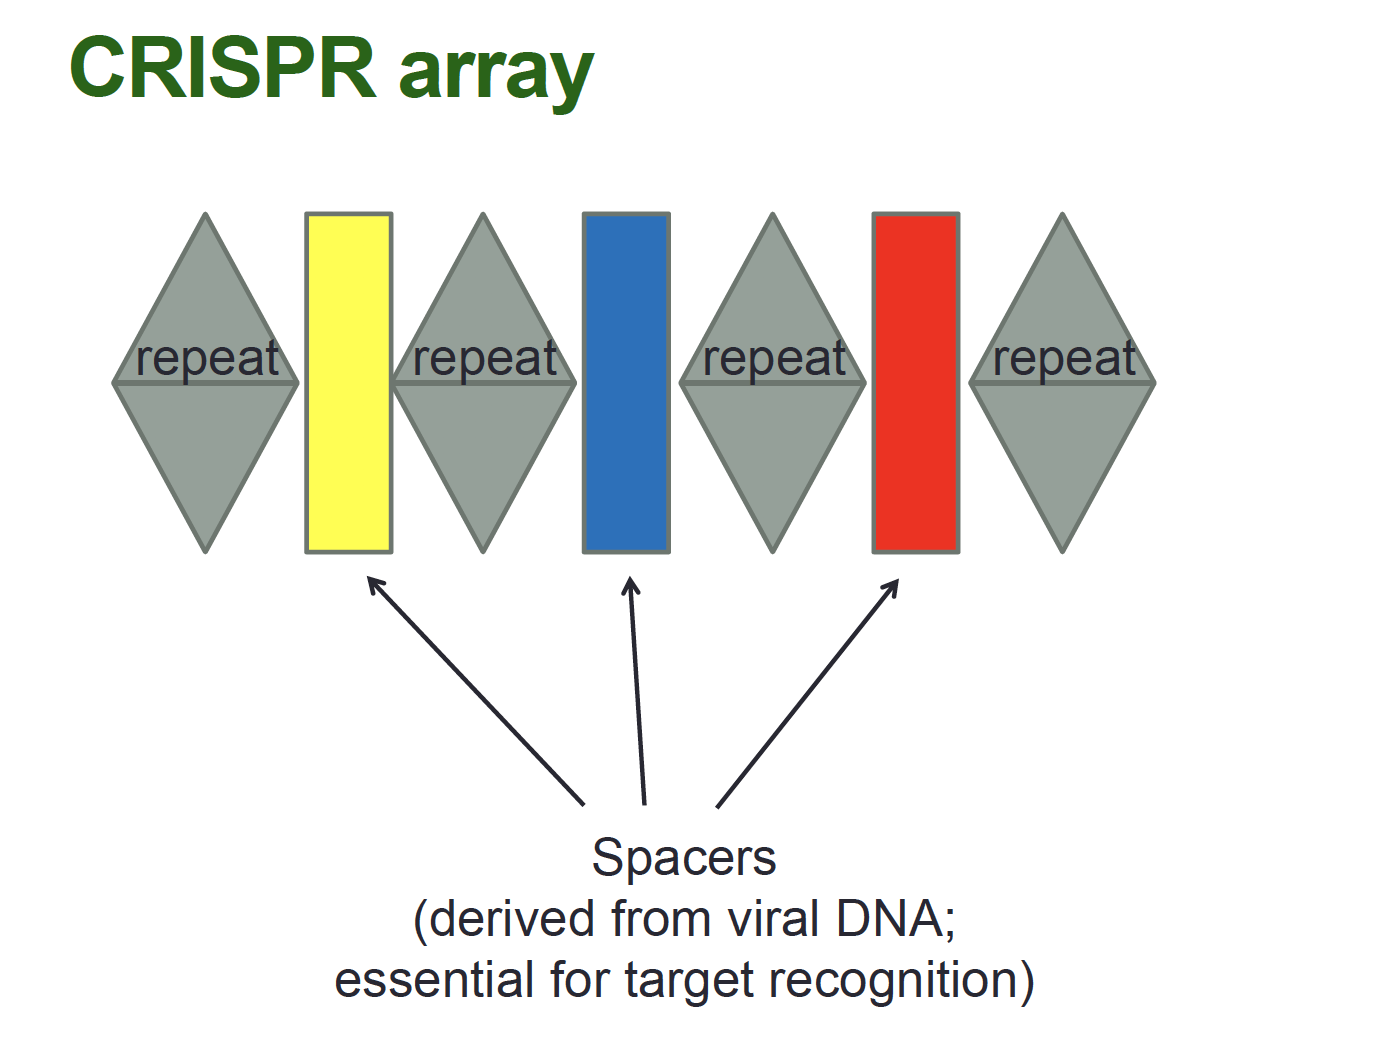 CRISPR array
repeat repeat repeat repeat
Spacers
(derived from viral DNA;
essential for target recognition)